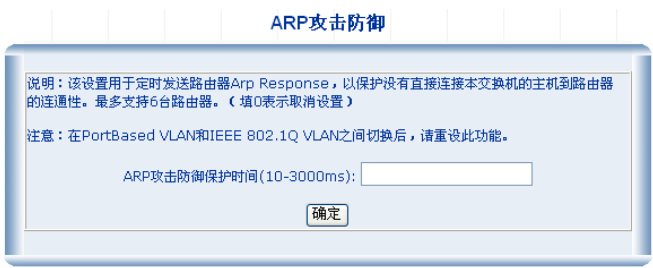 ARP攻击防御
说明：该设置用于定时发送路由器Arp Response，以保护没有直接连接本交换机的主机到路由器
的连通性。最多支持6台路由器。（填0表示取消设置）
注意：在PortBased VLAN和IEEE 802.1Q VLAN之间切换后，请重设此功能。
ARP攻击防御保护时间(10-3000ms):
确定